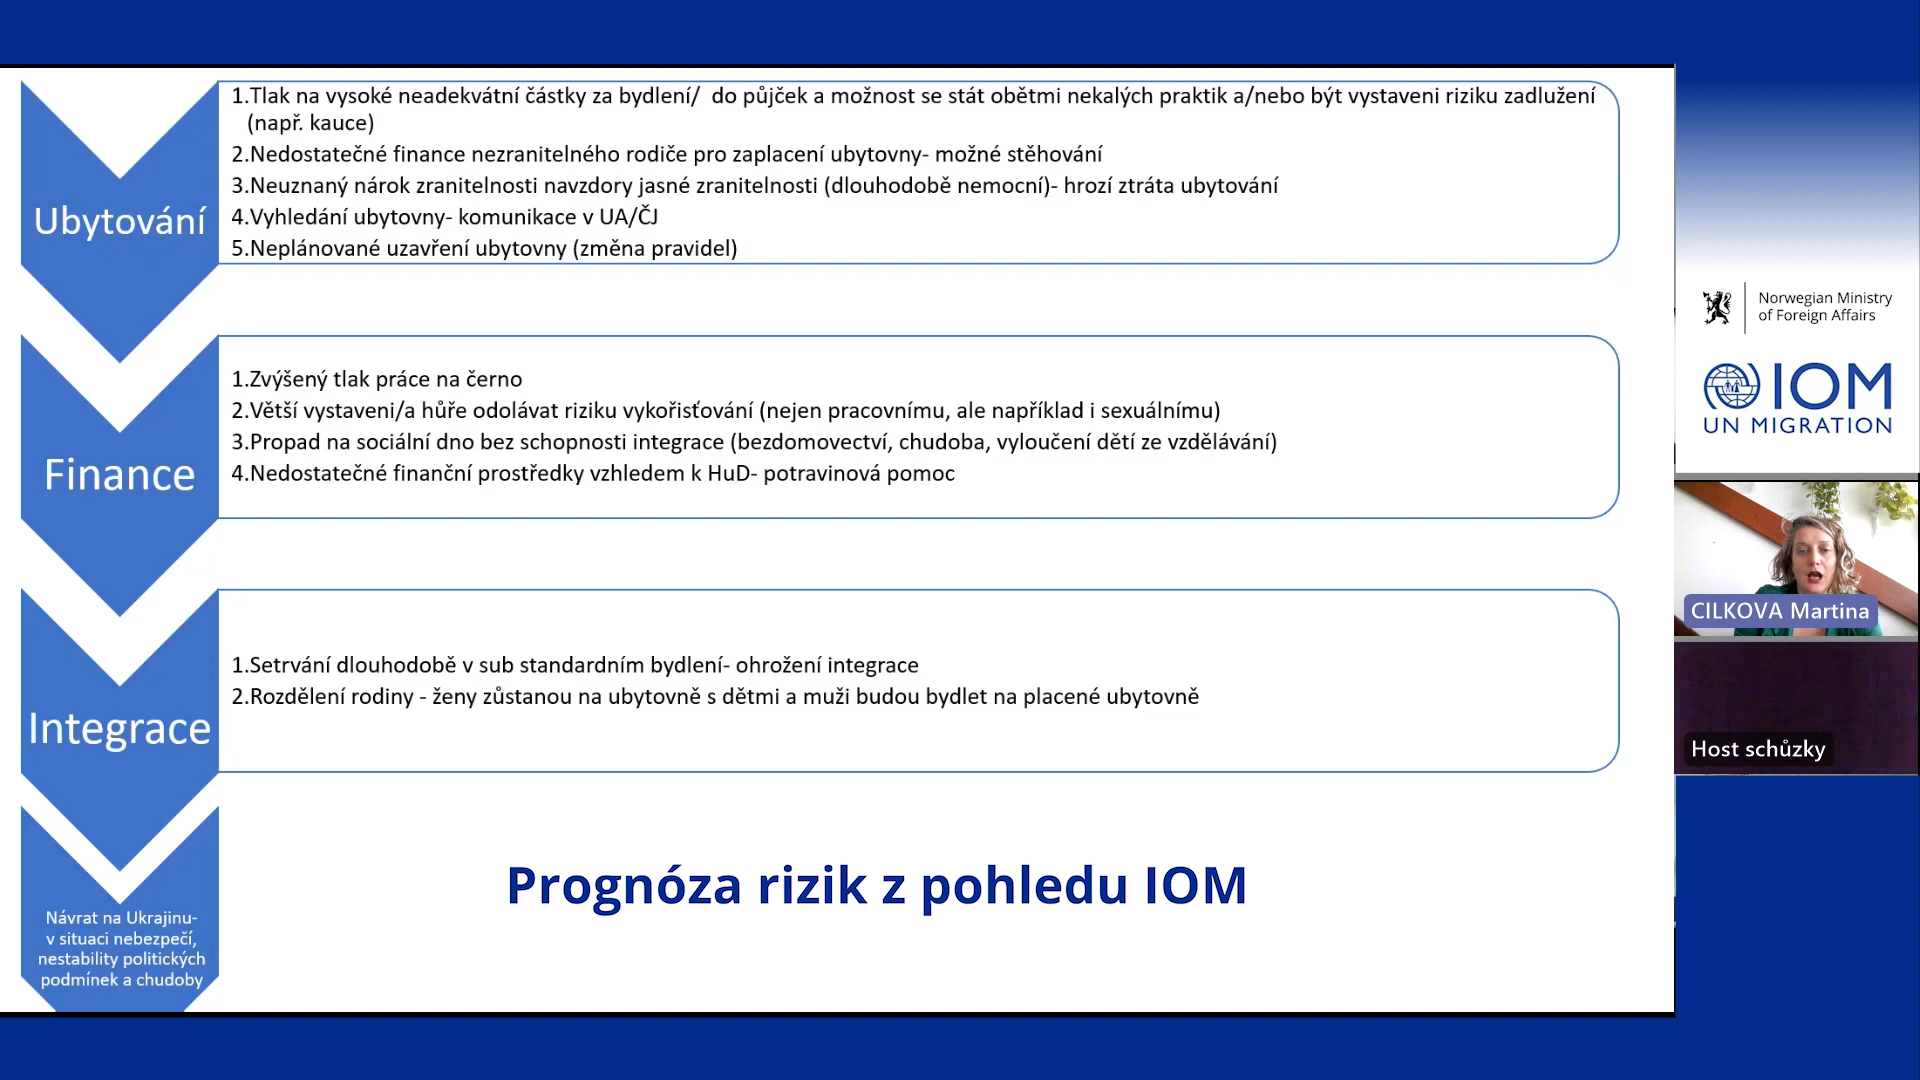 Ubytování
1.Tlak na vysoké neadekvátní částky za bydlení/  do půjček a možnost se stát obětmi nekalých praktik a/nebo být vystaveni riziku zadlužení
(např. kauce)
2.Nedostatečné finance nezranitelného rodiče pro zaplacení ubytovny- možné stěhování
3.Neuznaný nárok zranitelnosti navzdory jasné zranitelnosti (dlouhodobě nemocní)- hrozí ztráta ubytování
4.Vyhledání ubytovny- komunikace v UA/ČJ
5.Neplánované uzavření ubytovny (změna pravidel)
Finance
1.Zvýšený tlak práce na černo
2.Větší vystaveni/a hůře odolávat riziku vykořisťování (nejen pracovnímu, ale například i sexuálnímu)
3.Propad na sociální dno bez schopnosti integrace (bezdomovectví, chudoba, vyloučení dětí ze vzdělávání)
4.Nedostatečné finanční prostředky vzhledem k HuD- potravinová pomoc
Integrace
1.Setrvání dlouhodobě v sub standardním bydlení- ohrožení integrace
2.Rozdělení rodiny - ženy zůstanou na ubytovně s dětmi a muži budou bydlet na placené ubytovně
Návrat na Ukrajinu-
v situaci nebezpečí,
nestability politických
podmínek a chudoby
Prognóza rizik z pohledu IOM
Norwegian Ministry
of Foreign Affairs
IOM
UN MIGRATION
CILKOVA Martina
Host schůzky